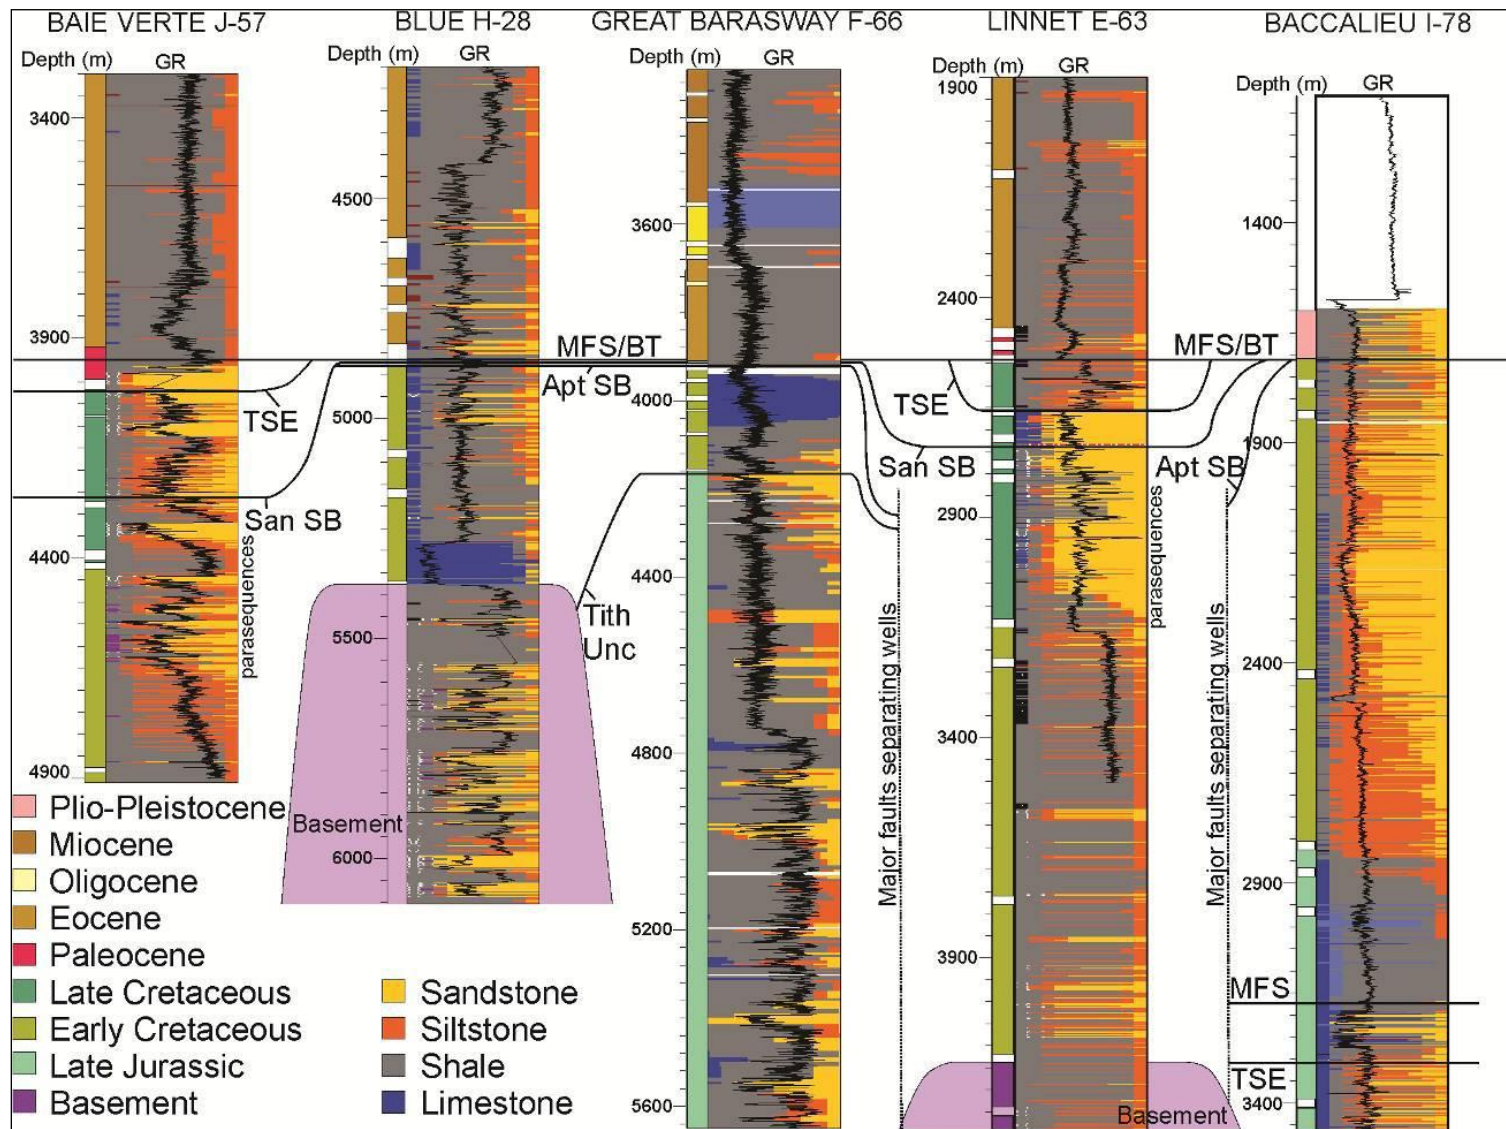 BAIE VERTE J-57
BLUE H-28
GREAT BARASWAY F-66
LINNET E-63
BACCALIEU I-78
Depth (m) GR
Depth (m) GR
Depth (m) GR
Depth (m) GR
Depth (m) GR
3400
3900
4400
4900
4500
5000
5500
6000
3600
4000
4400
4800
5200
5600
1900
2400
2900
3400
3900
1400
1900
2400
2900
3400
TSE
San SB
parasequences
MFS/BT
Apt SB
Tith
Unc
Basement
TSE
San SB
Major faults separating wells
MFS/BT
Apt SB
parasequences
Major faults separating wells
MFS
TSE
Basement
Plio-Pleistocene
Miocene
Oligocene
Eocene
Paleocene
Late Cretaceous
Early Cretaceous
Late Jurassic
Basement
Sandstone
Siltstone
Shale
Limestone